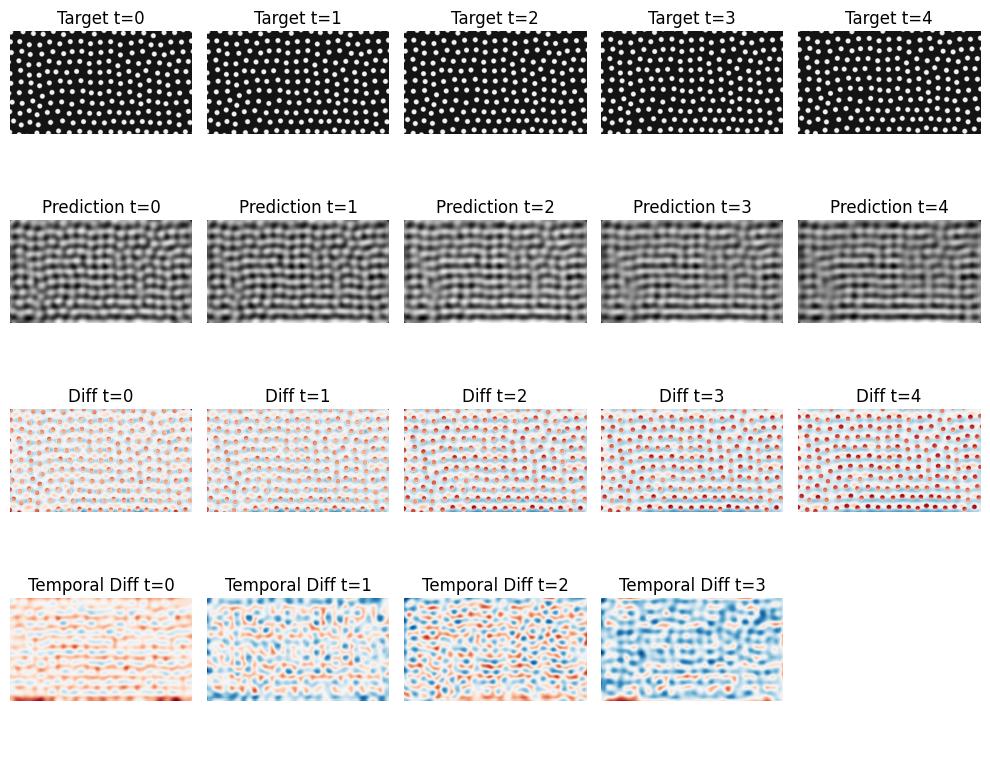 Target t=0 Target t=1 Target t=2 Target t=3 Target t=4
Prediction t=0 Prediction t=1 Prediction t=2 Prediction t=3 Prediction t=4
Diff t=0 Diff t=1 Diff t=2 Diff t=3 Diff t=4
Temporal Diff t=0 Temporal Diff t=1 Temporal Diff t=2 Temporal Diff t=3